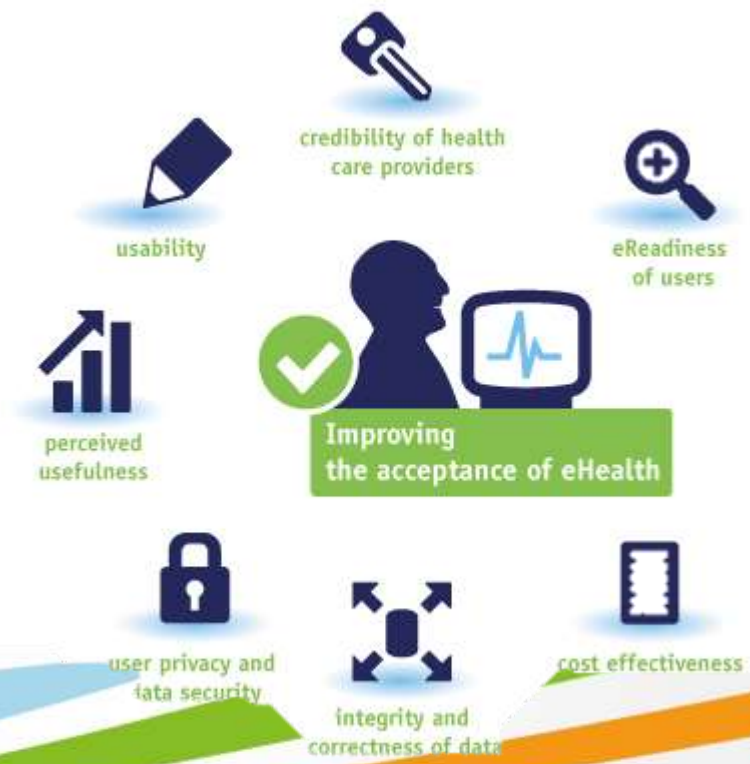 credibility of health
care providers
usability
eReadiness
of users
perceived
usefulness
Improving
the acceptance of eHealth
user privacy and
data security
cost effectiveness
integrity and
correctness of data